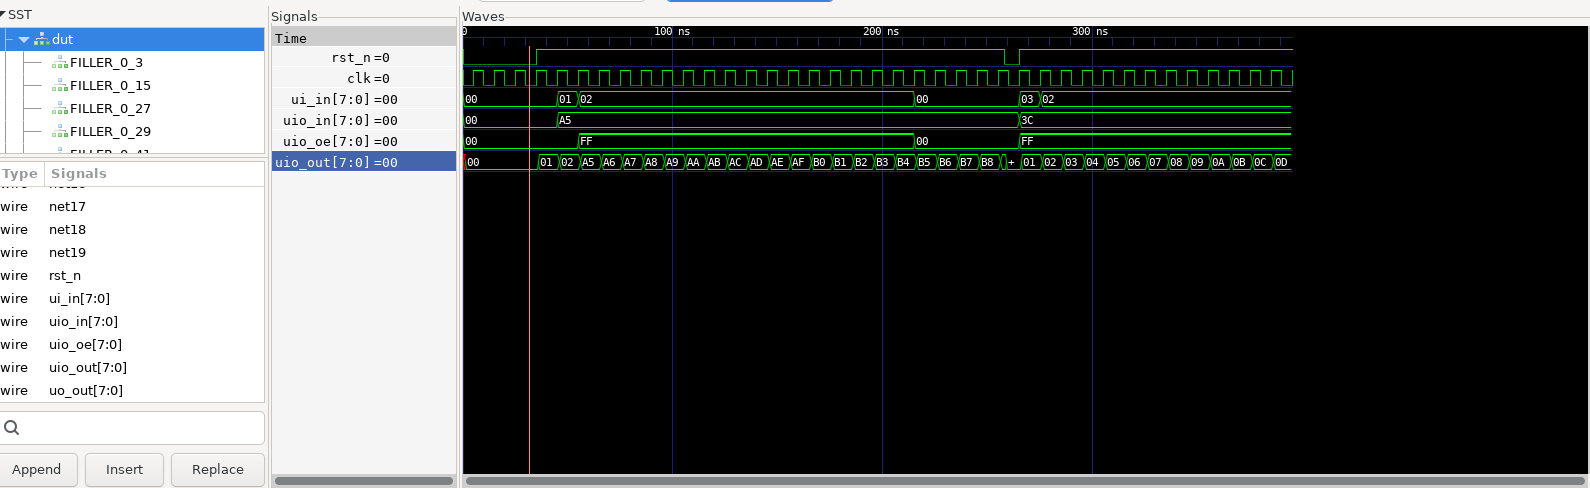 SST
dut
FILLER_0_3
FILLER_0_15
FILLER_0_27
FILLER_0_29
Type Signals
wire net17
wire net18
wire net19
wire rst_n
wire ui_in[7:0]
wire uio_in[7:0]
wire uio_oe[7:0]
wire uio_out[7:0]
wire uo_out[7:0]
Append Insert Replace
Signals
Time
rst_n=0
clk=0
ui_in[7:0]=00
uio_in[7:0]=00
uio_oe[7:0]=00
uio_out[7:0]=00
Waves
0 100 ns 200 ns 300 ns
00 01 02 00 03 02
00 A5 3C
00 FF 00 FF
00 01 02 A5 A6 A7 A8 A9 AA AB AC AD AE AF B0 B1 B2 B3 B4 B5 B6 B7 B8 + 01 02 03 04 05 06 07 08 09 0A 0B 0C 0D